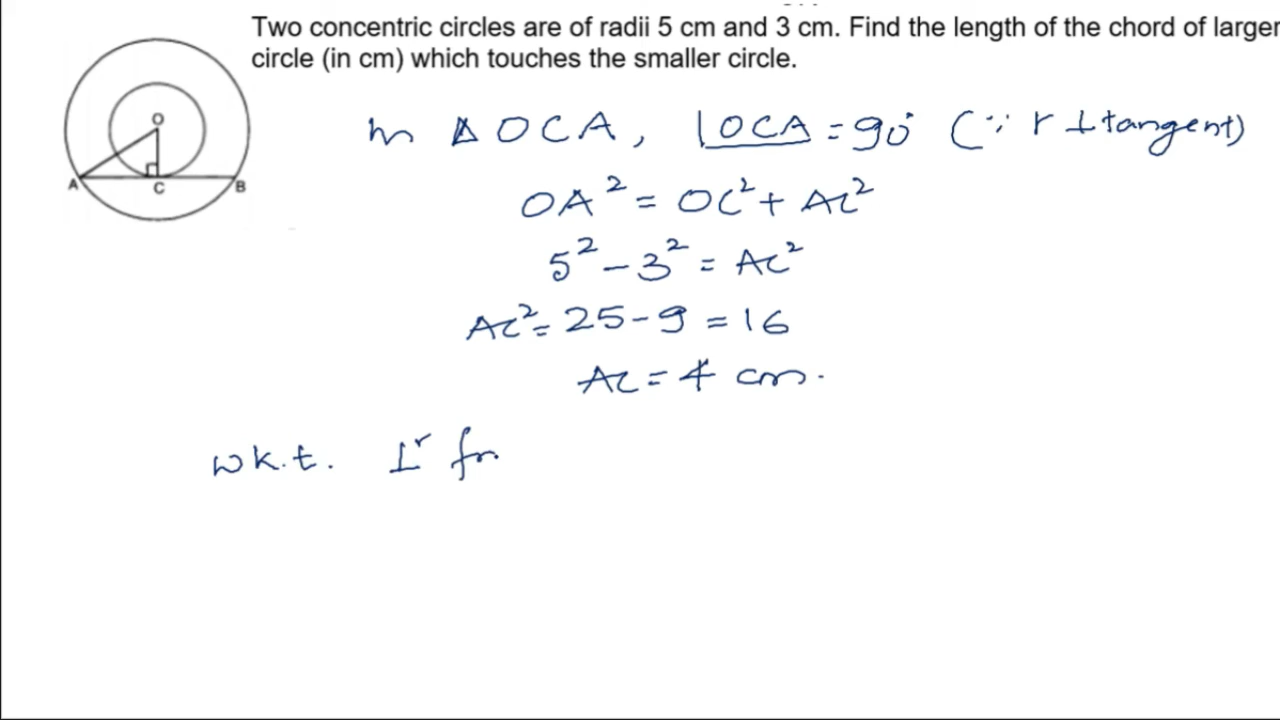 Two concentric circles are of radii 5 cm and 3 cm. Find the length of the chord of larger
circle (in cm) which touches the smaller circle.
O
A
C
B
In △OCA, ∠OCA = 90° (∵ r ⊥ tangent)
OA² = OC² + AC²
5² - 3² = AC²
AC² = 25 - 9 = 16
AC = 4 cm.
wk.t. ⊥r